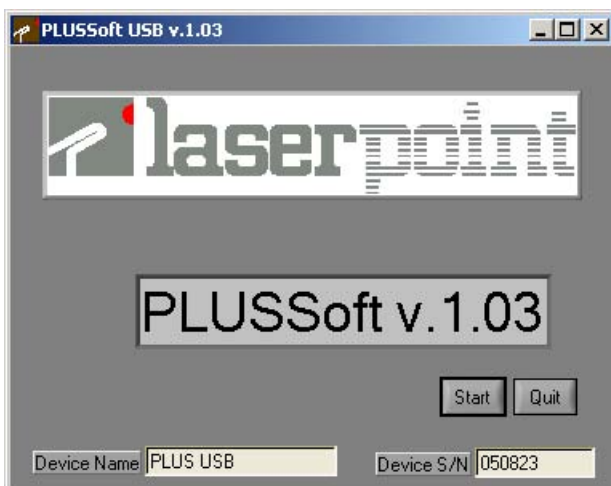 PLUSSoft USB v.1.03
laserpoint
PLUSSoft v.1.03
Start Quit
Device Name PLUS USB Device S/N 050823